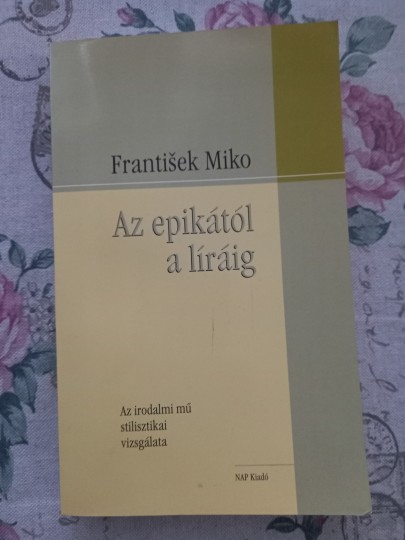 František Miko
Az epikától
a líráig
Az irodalmi mű
stilisztikai
vizsgálata
NAP Kiadó